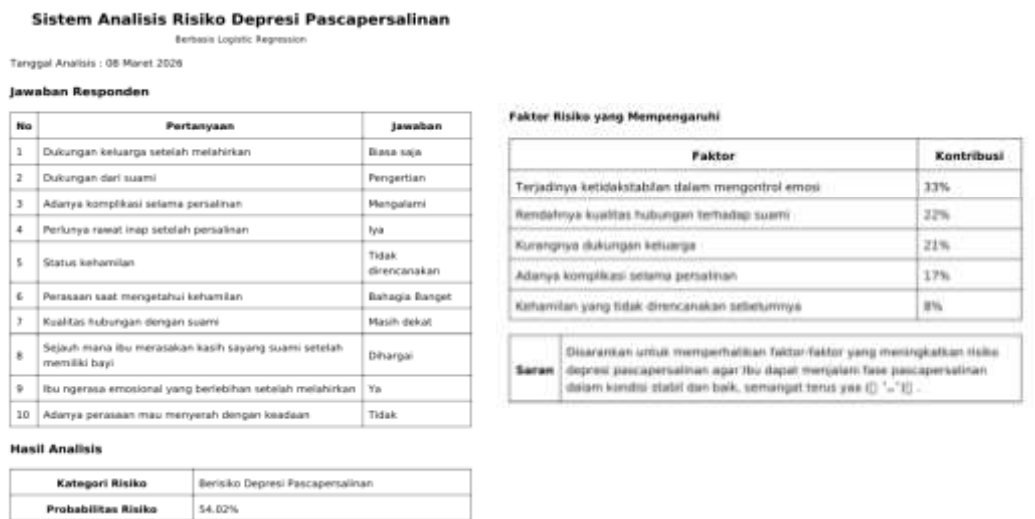 Sistem Analisis Risiko Depresi Pascapersalinan
Berbasis Logistic Regression
Tanggal Analisis : 08 Maret 2026
Jawaban Responden
No Pertanyaan Jawaban
1 Dukungan keluarga setelah melahirkan Biasa saja
2 Dukungan dari suami Pengertian
3 Adanya komplikasi selama persalinan Mengalami
4 Perlunya rawat inap setelah persalinan Iya
5 Status kehamilan Tidak direncanakan
6 Perasaan saat mengetahui kehamilan Bahagia Banget
7 Kualitas hubungan dengan suami Masih dekat
8 Sejauh mana ibu merasakan kasih sayang suami setelah
memiliki bayi Dihargai
9 Ibu ngerasa emosional yang berlebihan setelah melahirkan Ya
10 Adanya perasaan mau menyerah dengan keadaan Tidak
Hasil Analisis
Kategori Risiko Berisiko Depresi Pascapersalinan
Probabilitas Risiko 54.02%
Faktor Risiko yang Mempengaruhi
Faktor Kontribusi
Terjadinya ketidakstabilan dalam mengontrol emosi 33%
Rendahnya kualitas hubungan terhadap suami 22%
Kurangnya dukungan keluarga 21%
Adanya komplikasi selama persalinan 17%
Kehamilan yang tidak direncanakan sebelumnya 8%
Saran
Disarankan untuk memperhatikan faktor-faktor yang meningkatkan risiko
depresi pascapersalinan agar Ibu dapat menjalani fase pascapersalinan
dalam kondisi stabil dan baik, semangat terus yaa